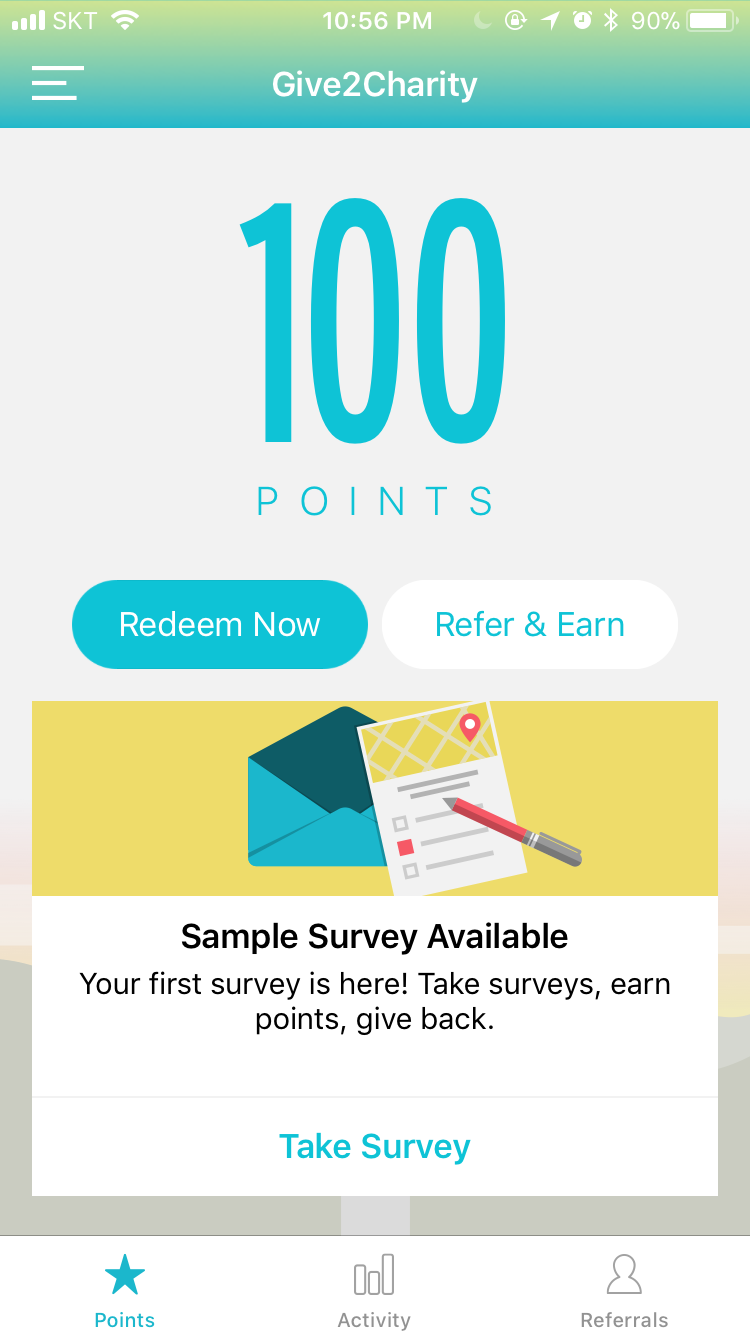 SKT 10:56 PM 90%
Give2Charity
100
POINTS
Redeem Now Refer & Earn
Sample Survey Available
Your first survey is here! Take surveys, earn
points, give back.
Take Survey
Points Activity Referrals